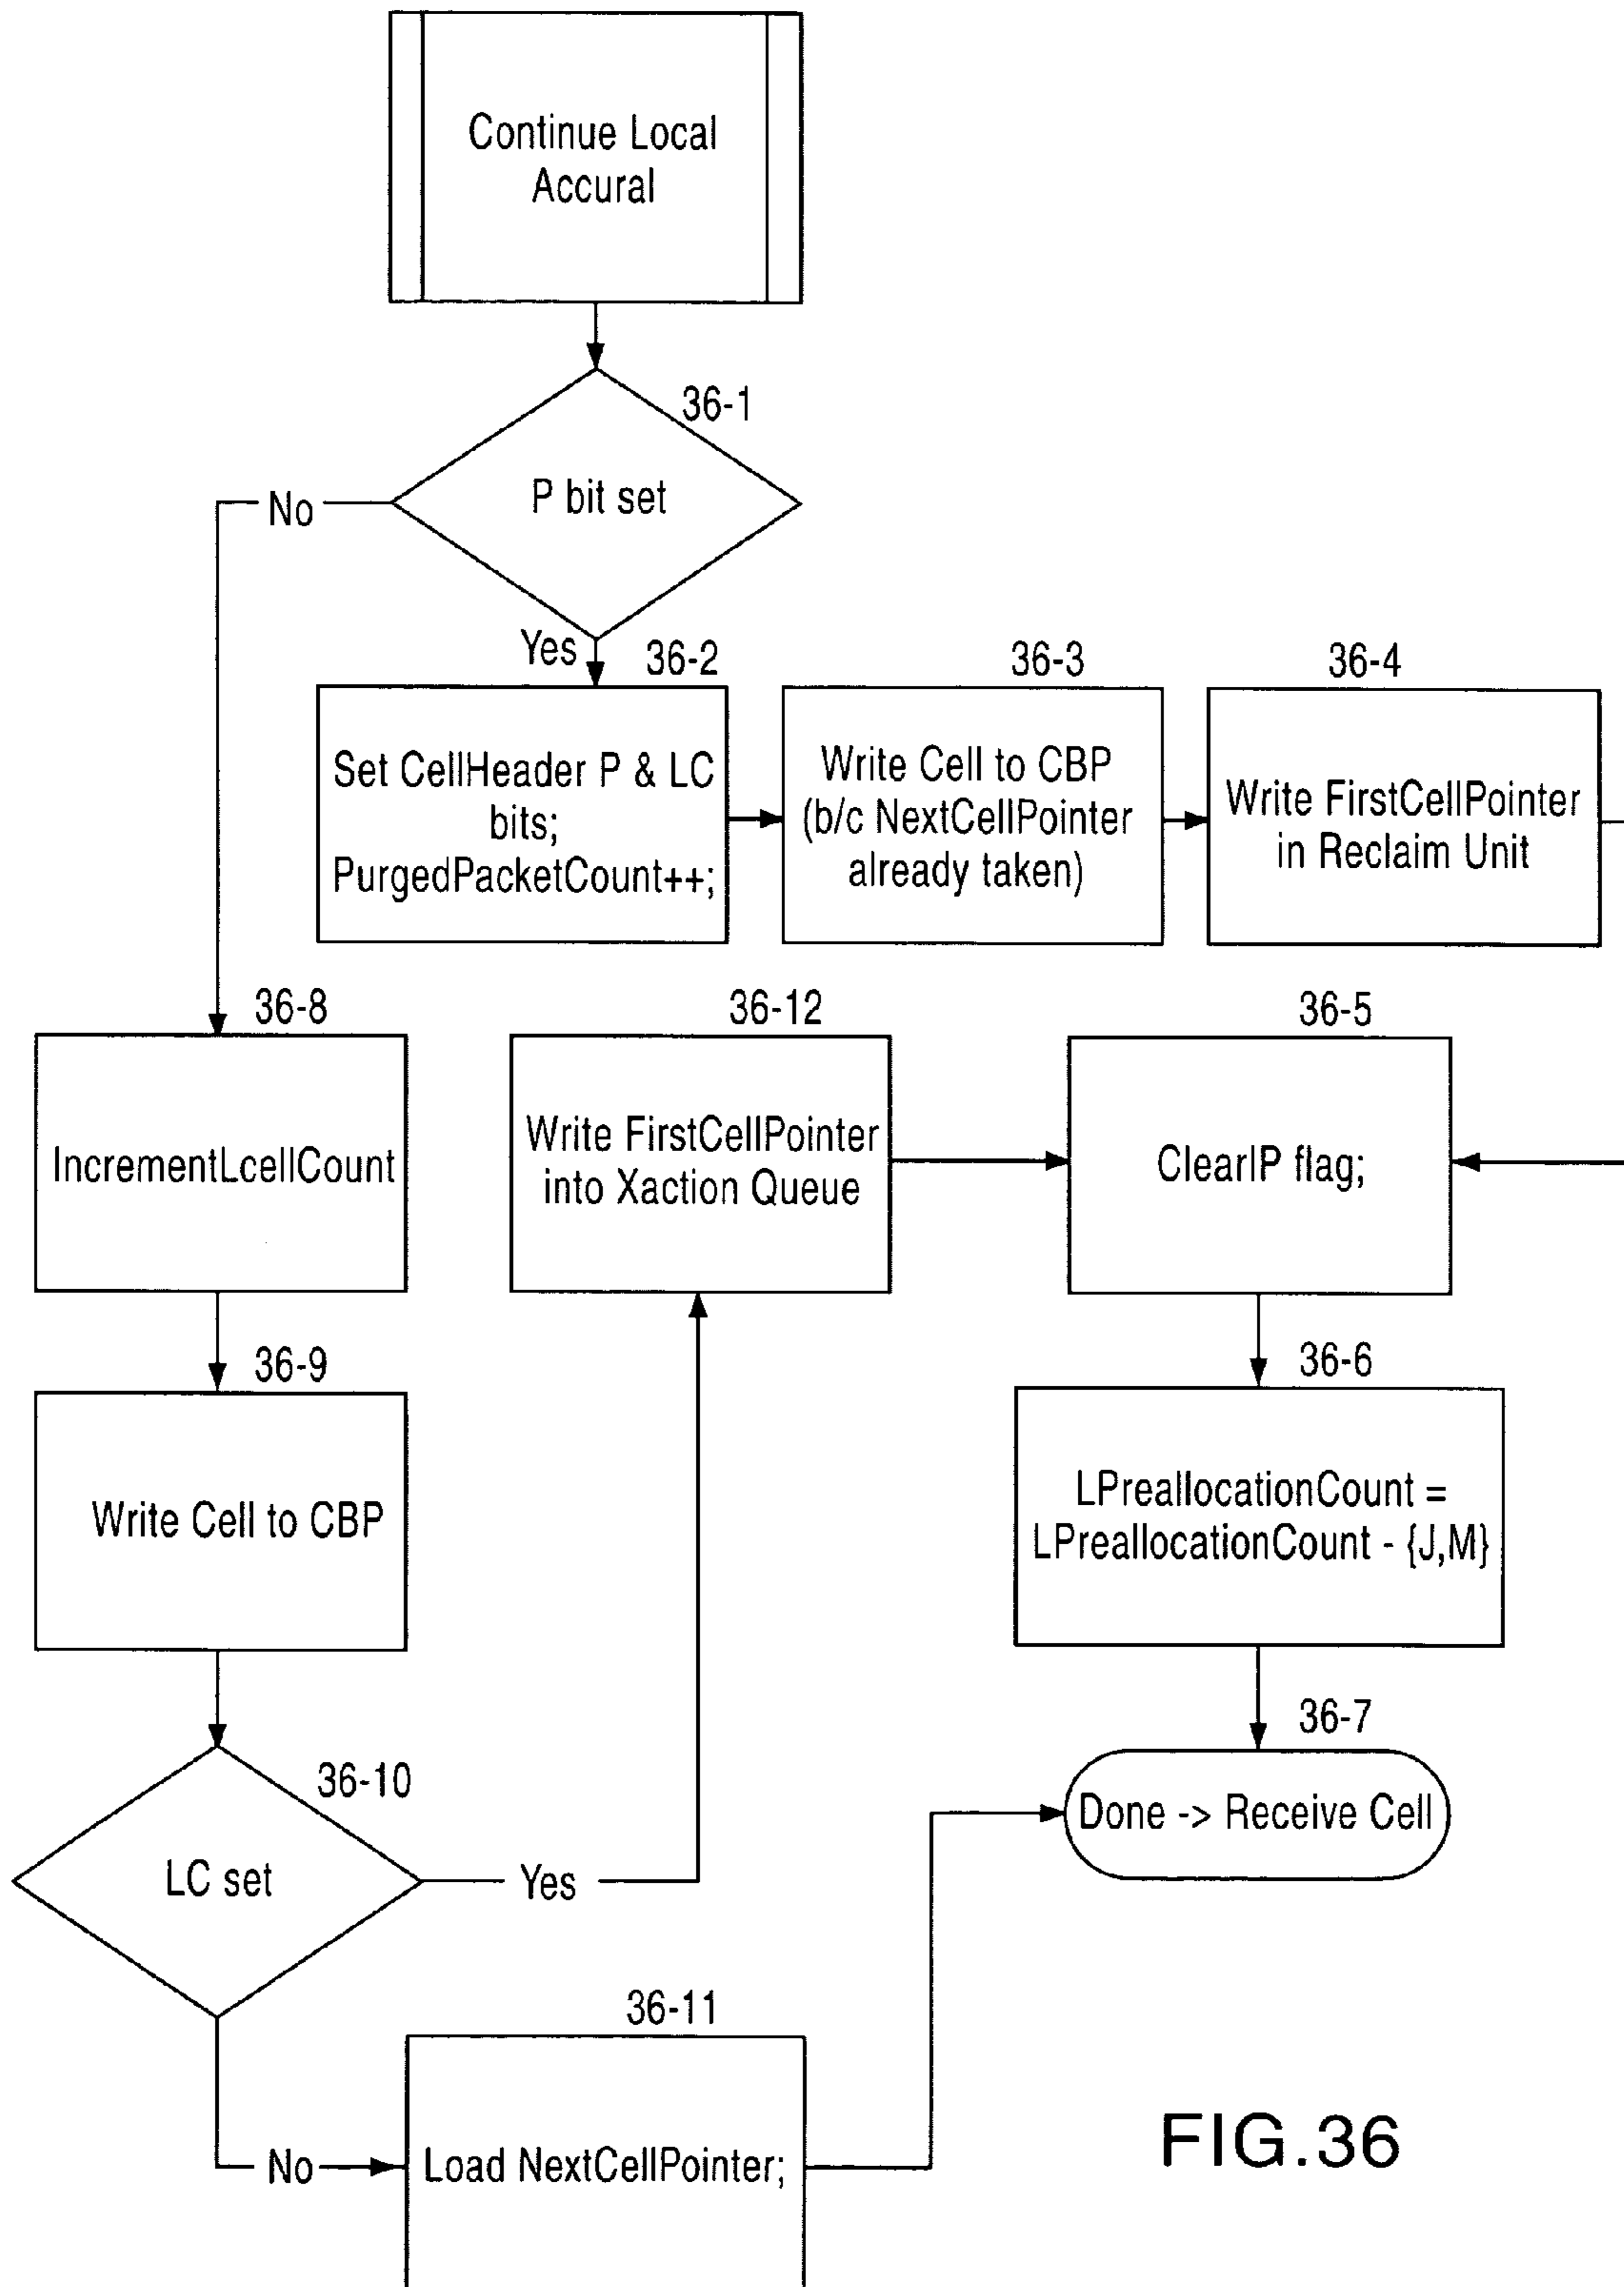 Continue Local
Accural
36-1
P bit set
No
Yes
36-2
36-3
36-4
Set CellHeader P & LC
bits;
PurgedPacketCount++;
Write Cell to CBP
(b/c NextCellPointer
already taken)
Write FirstCellPointer
in Reclaim Unit
36-8
36-12
36-5
IncrementLcellCount
Write FirstCellPointer
into Xaction Queue
ClearIP flag;
36-9
36-6
Write Cell to CBP
LPreallocationCount =
LPreallocationCount - {J,M}
36-7
36-10
Done -> Receive Cell
LC set
Yes
36-11
No
Load NextCellPointer;
FIG.36